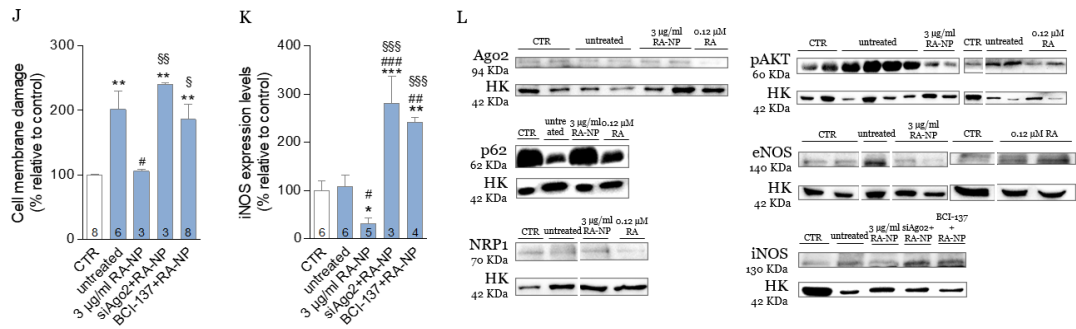 J
Cell membrane damage
(% relative to control)
300
200
100
0
**
#
§§
**
§
**
8
6
3
3
8
CTR
untreated
3 µg/ml RA-NP
siAgo2+RA-NP
BCI-137+RA-NP
K
iNOS expression levels
(% relative to control)
400
300
200
100
0
#
*
§§§
###
***
§§§
##
**
6
6
5
3
4
CTR
untreated
3 µg/ml RA-NP
siAgo2+RA-NP
BCI-137+RA-NP
L
CTR
untreated
3 µg/ml
RA-NP
0.12 µM
RA
Ago2
94 KDa
HK
42 KDa
CTR
untre
ated
3 µg/ml
RA-NP
0.12 µM
RA
p62
62 KDa
HK
42 KDa
CTR
untreated
3 µg/ml
RA-NP
0.12 µM
RA
NRP1
70 KDa
HK
42 KDa
CTR
untreated
3 µg/ml
RA-NP
CTR
untreated
0.12 µM
RA
pAKT
60 KDa
HK
42 KDa
CTR
untreated
3 µg/ml
RA-NP
CTR
0.12 µM RA
eNOS
140 KDa
HK
42 KDa
CTR
untreated
3 µg/ml
RA-NP
siAgo2+
RA-NP
BCI-137
+
RA-NP
iNOS
130 KDa
HK
42 KDa